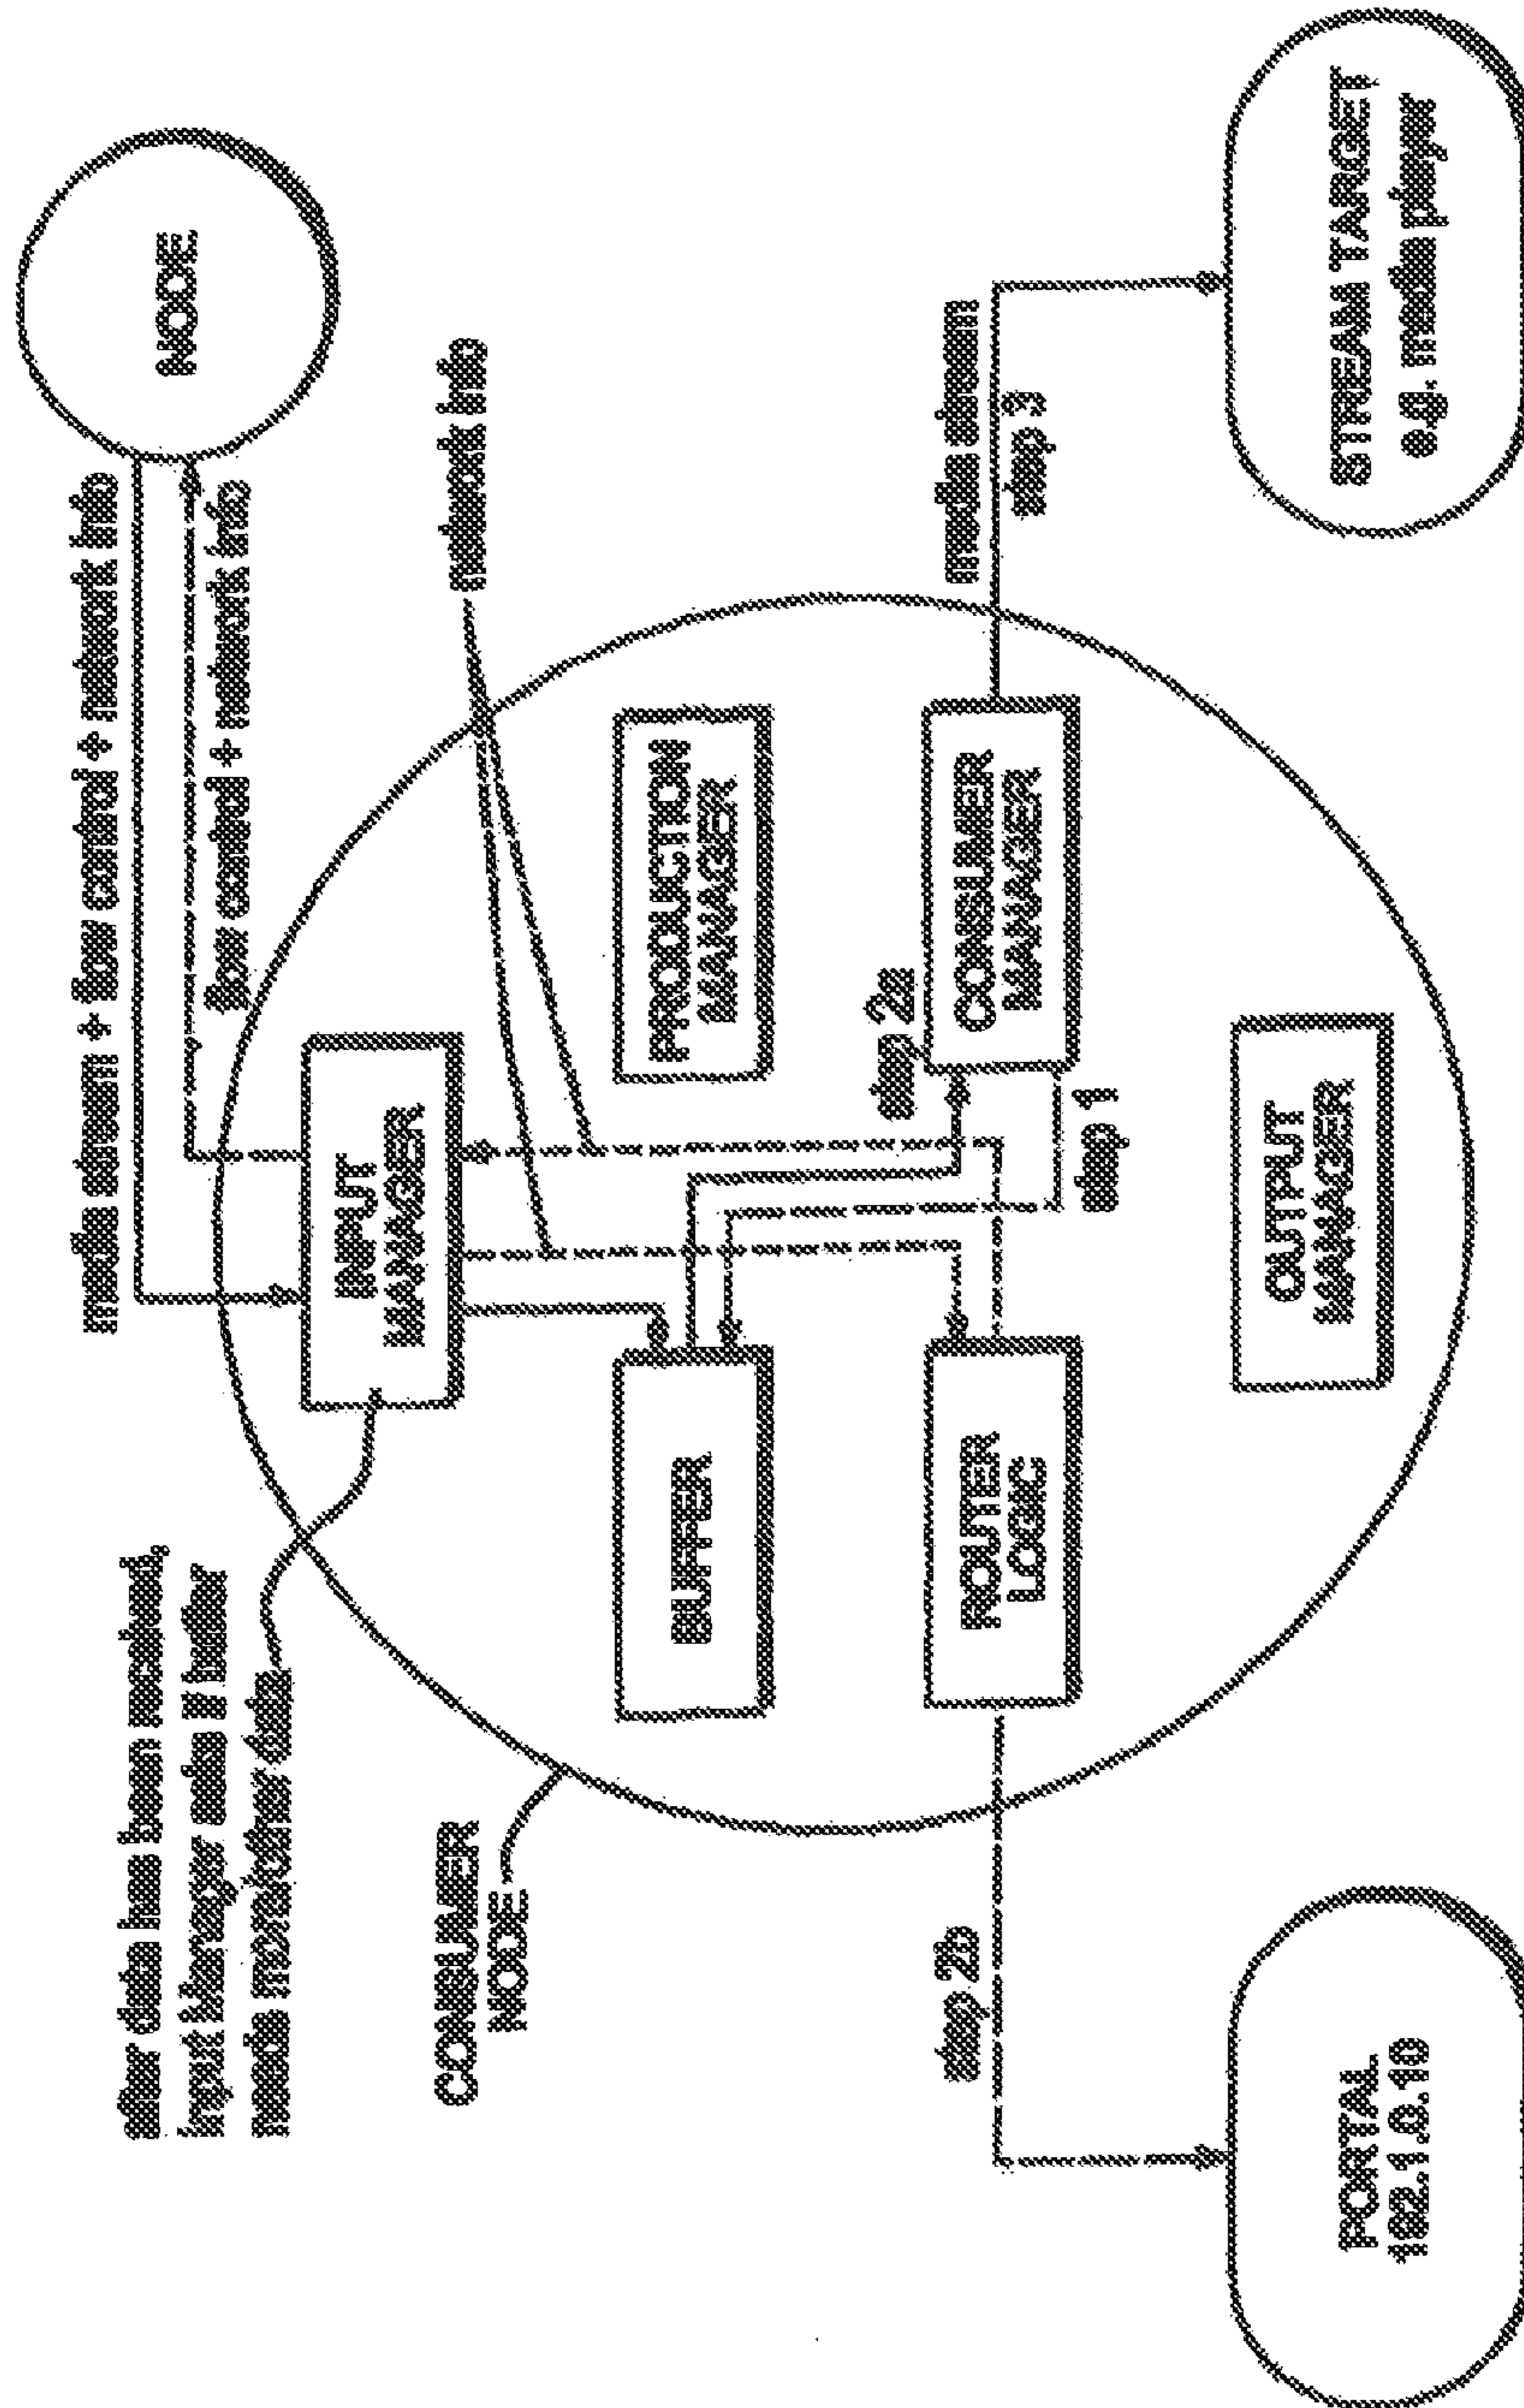 after data has been received,
Input Manager asks if buffer
needs more/other data
media stream + flow control + network info
flow control + network info
NODE
CONSUMER
NODE
network info
INPUT
MANAGER
BUFFER
PRODUCTION
MANAGER
step 2a
media stream
step 3
step 2b
ROUTER
LOGIC
CONSUMER
MANAGER
step 1
OUTPUT
MANAGER
PORTAL
192.1.0.10
STREAM TARGET
e.g. media player